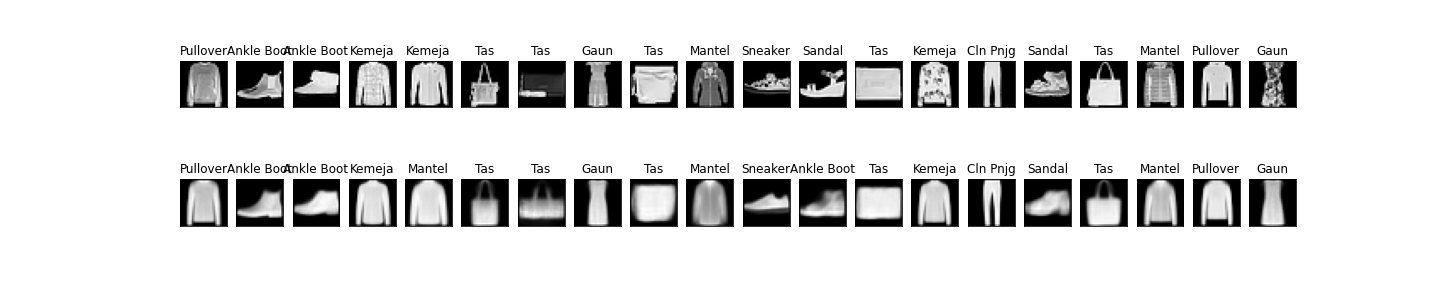 Pullover Ankle Boot Ankle Boot Kemeja Kemeja Tas Tas Gaun Tas Mantel Sneaker Sandal Tas Kemeja Cln Pnjg Sandal Tas Mantel Pullover Gaun
Pullover Ankle Boot Ankle Boot Kemeja Mantel Tas Tas Gaun Tas Mantel Sneaker Ankle Boot Tas Kemeja Cln Pnjg Sandal Tas Mantel Pullover Gaun